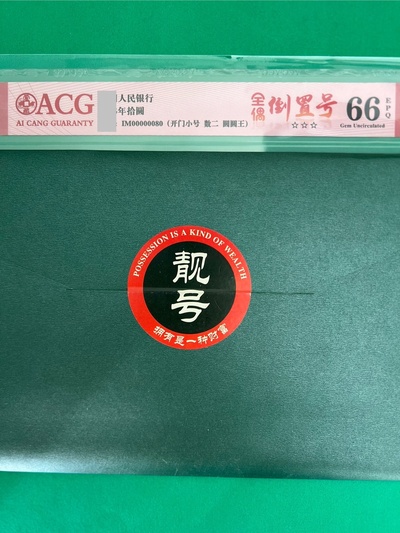 ACG
AI CANG GUARANTY
人民银行
年拾圆
IM00000080 (开门小号 数二 圆圆王)
全偶 倒置号
☆☆☆
66 EPQ
Gem Uncirculated
POSSESSION IS A KIND OF WEALTH
靓号
拥有是一种财富